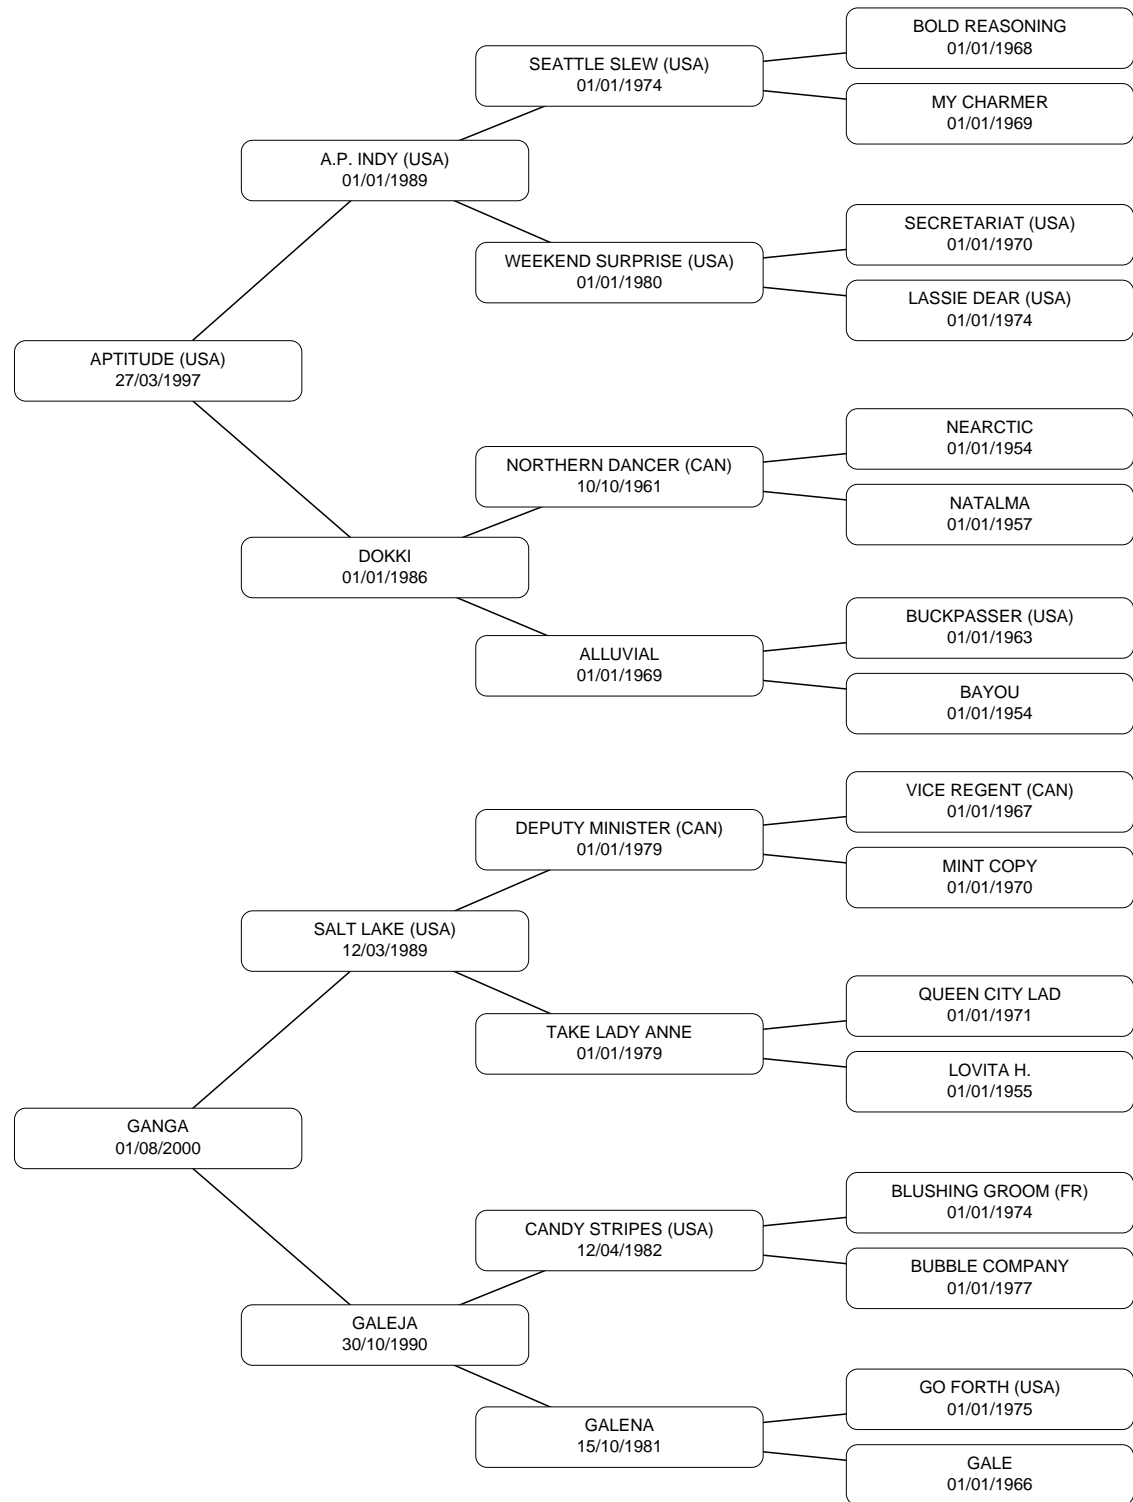 BOLD REASONING
01/01/1968
SEATTLE SLEW (USA)
01/01/1974
MY CHARMER
01/01/1969
A.P. INDY (USA)
01/01/1989
SECRETARIAT (USA)
01/01/1970
WEEKEND SURPRISE (USA)
01/01/1980
LASSIE DEAR (USA)
01/01/1974
APTITUDE (USA)
27/03/1997
NEARCTIC
01/01/1954
NORTHERN DANCER (CAN)
10/10/1961
NATALMA
01/01/1957
DOKKI
01/01/1986
BUCKPASSER (USA)
01/01/1963
ALLUVIAL
01/01/1969
BAYOU
01/01/1954
VICE REGENT (CAN)
01/01/1967
DEPUTY MINISTER (CAN)
01/01/1979
MINT COPY
01/01/1970
SALT LAKE (USA)
12/03/1989
QUEEN CITY LAD
01/01/1971
TAKE LADY ANNE
01/01/1979
LOVITA H.
01/01/1955
GANGA
01/08/2000
BLUSHING GROOM (FR)
01/01/1974
CANDY STRIPES (USA)
12/04/1982
BUBBLE COMPANY
01/01/1977
GALEJA
30/10/1990
GO FORTH (USA)
01/01/1975
GALENA
15/10/1981
GALE
01/01/1966